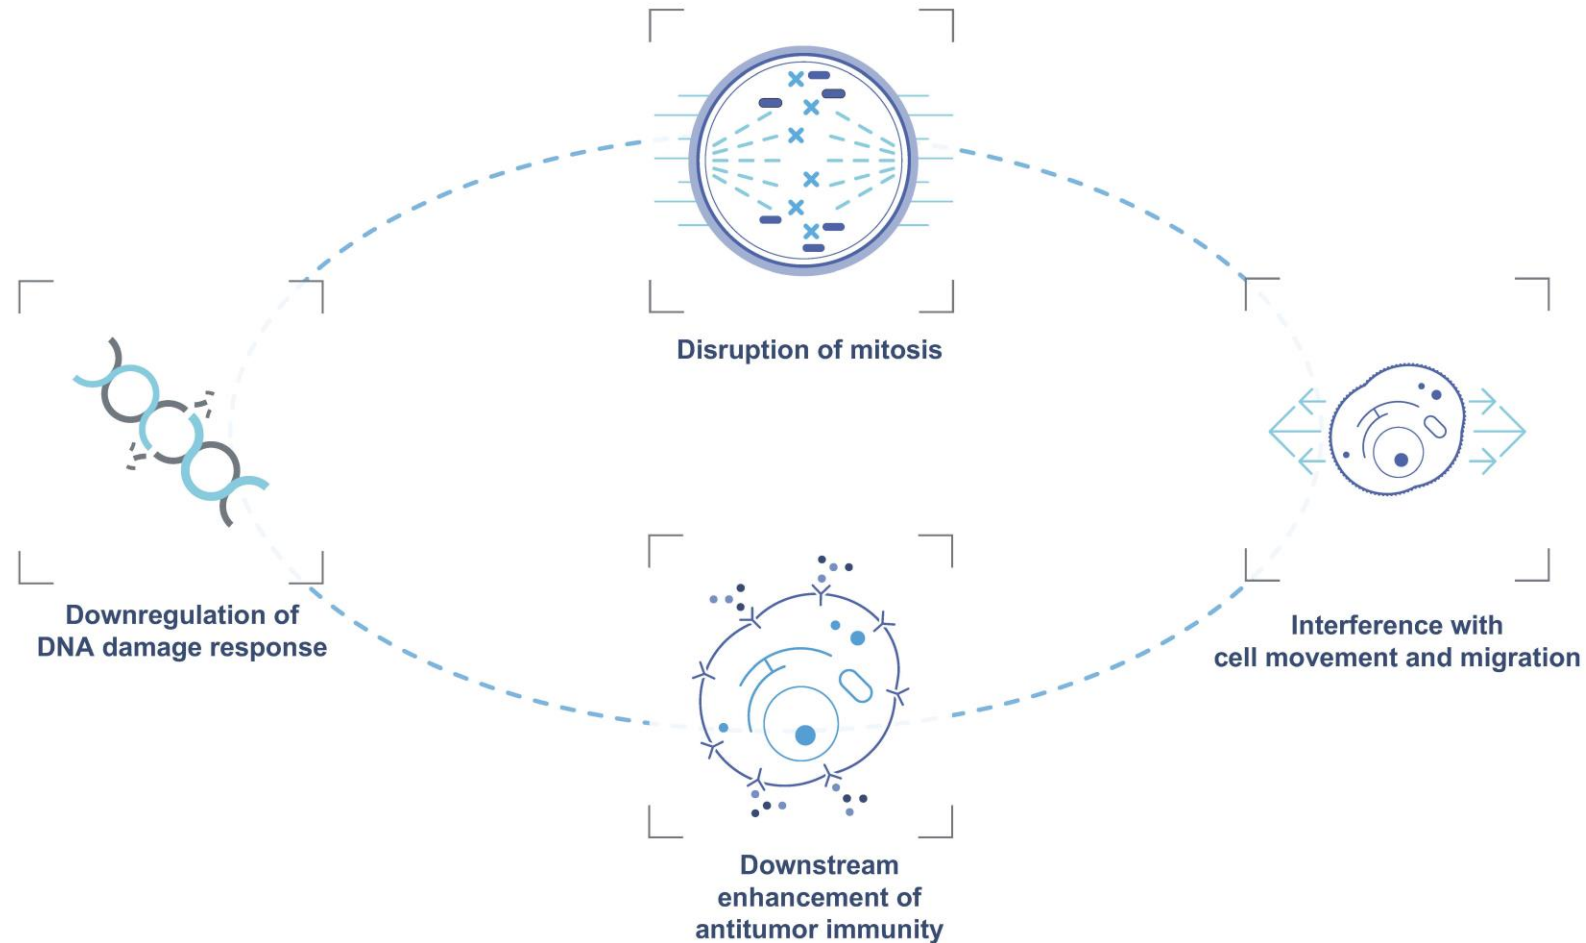 Disruption of mitosis
Downregulation of
DNA damage response
Interference with
cell movement and migration
Downstream
enhancement of
antitumor immunity